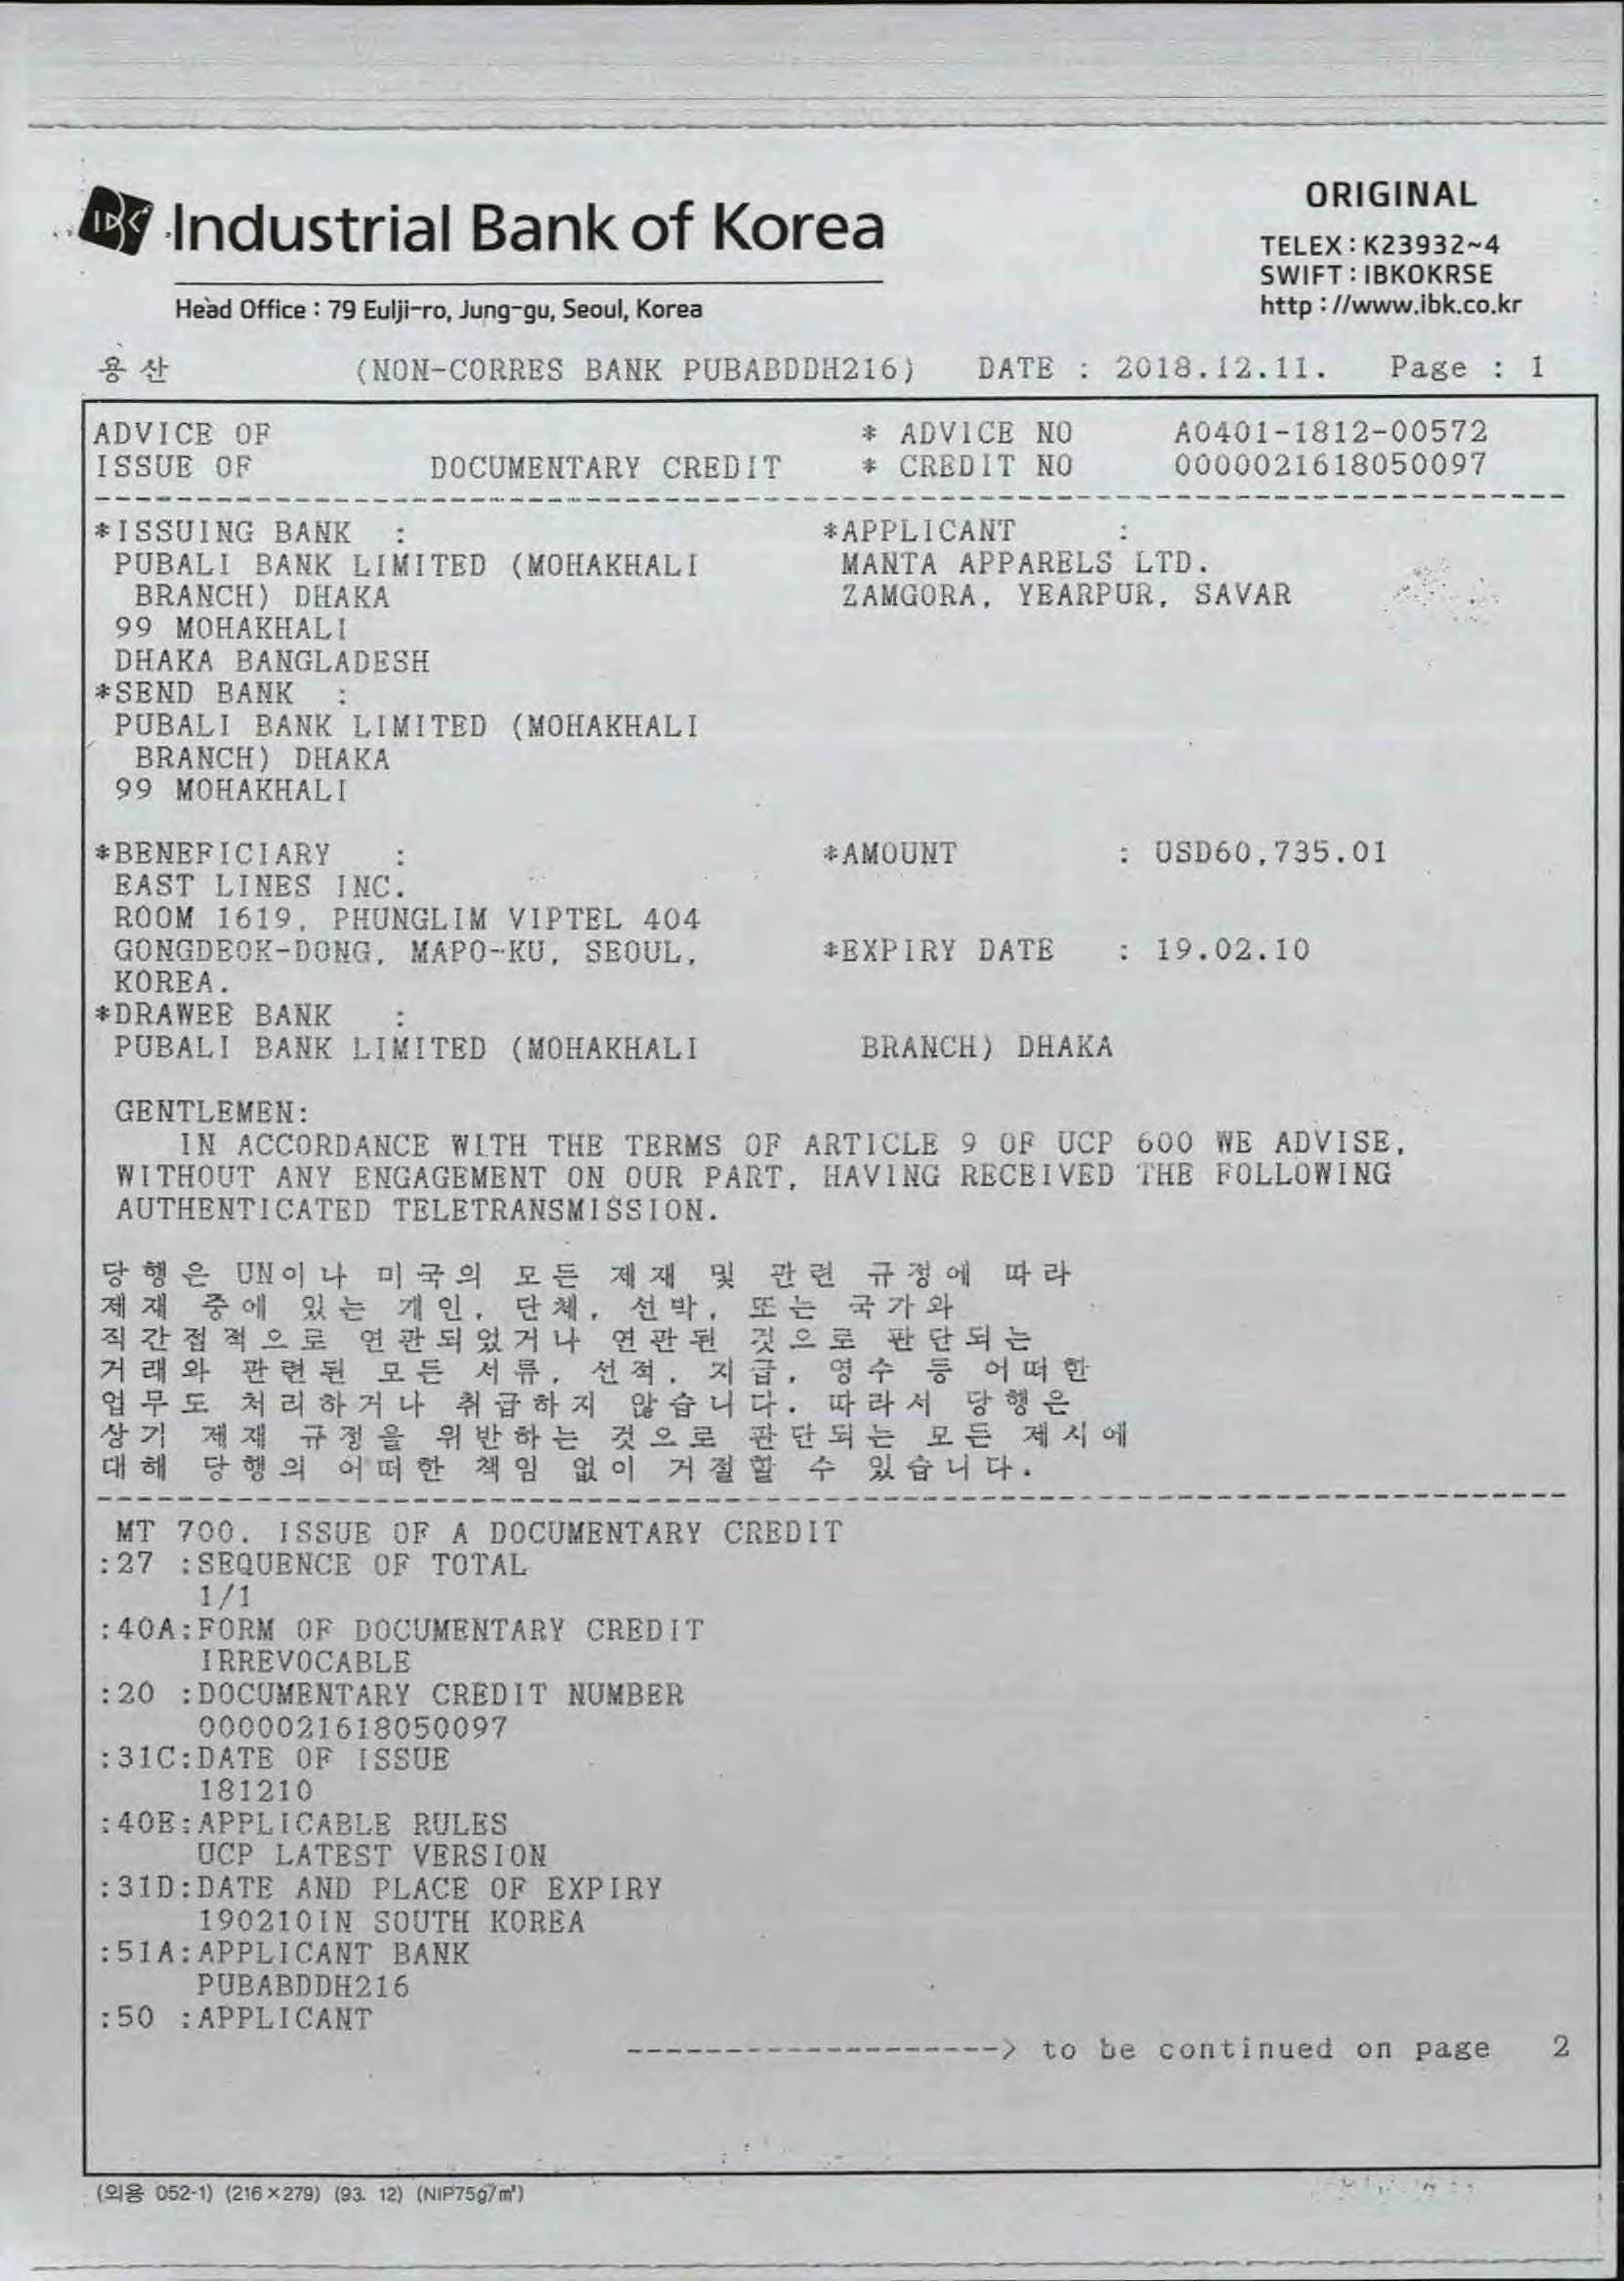 IBK Industrial Bank of Korea
ORIGINAL
TELEX : K23932~4
SWIFT : IBKOKRSE
http : //www.ibk.co.kr
Head Office : 79 Eulji-ro, Jung-gu, Seoul, Korea
용산 (NON-CORRES BANK PUBABDDH216) DATE : 2018.12.11. Page : 1
ADVICE OF * ADVICE NO A0401-1812-00572
ISSUE OF DOCUMENTARY CREDIT * CREDIT NO 0000021618050097
*ISSUING BANK : *APPLICANT :
PUBALI BANK LIMITED (MOHAKHALI MANTA APPARELS LTD.
BRANCH) DHAKA ZAMGORA, YEARPUR, SAVAR
99 MOHAKHALI
DHAKA BANGLADESH
*SEND BANK :
PUBALI BANK LIMITED (MOHAKHALI
BRANCH) DHAKA
99 MOHAKHALI
*BENEFICIARY : *AMOUNT : USD60,735.01
EAST LINES INC.
ROOM 1619, PHUNGLIM VIPTEL 404
GONGDEOK-DONG, MAPO-KU, SEOUL, *EXPIRY DATE : 19.02.10
KOREA.
*DRAWEE BANK :
PUBALI BANK LIMITED (MOHAKHALI BRANCH) DHAKA
GENTLEMEN:
IN ACCORDANCE WITH THE TERMS OF ARTICLE 9 OF UCP 600 WE ADVISE,
WITHOUT ANY ENGAGEMENT ON OUR PART, HAVING RECEIVED THE FOLLOWING
AUTHENTICATED TELETRANSMISSION.
당행은 UN이나 미국의 모든 제재 및 관련 규정에 따라
제재 중에 있는 개인, 단체, 선박, 또는 국가와
직간접적으로 연관되었거나 연관된 것으로 판단되는
거래와 관련된 모든 서류, 선적, 지급, 영수 등 어떠한
업무도 처리하거나 취급하지 않습니다. 따라서 당행은
상기 제재 규정을 위반하는 것으로 판단되는 모든 제시에
대해 당행의 어떠한 책임 없이 거절할 수 있습니다.
MT 700. ISSUE OF A DOCUMENTARY CREDIT
:27 :SEQUENCE OF TOTAL
1/1
:40A:FORM OF DOCUMENTARY CREDIT
IRREVOCABLE
:20 :DOCUMENTARY CREDIT NUMBER
0000021618050097
:31C:DATE OF ISSUE
181210
:40E:APPLICABLE RULES
UCP LATEST VERSION
:31D:DATE AND PLACE OF EXPIRY
190210IN SOUTH KOREA
:51A:APPLICANT BANK
PUBABDDH216
:50 :APPLICANT
-------------------> to be continued on page 2
(외용 052-1) (216×279) (93. 12) (NIP75g/㎡)